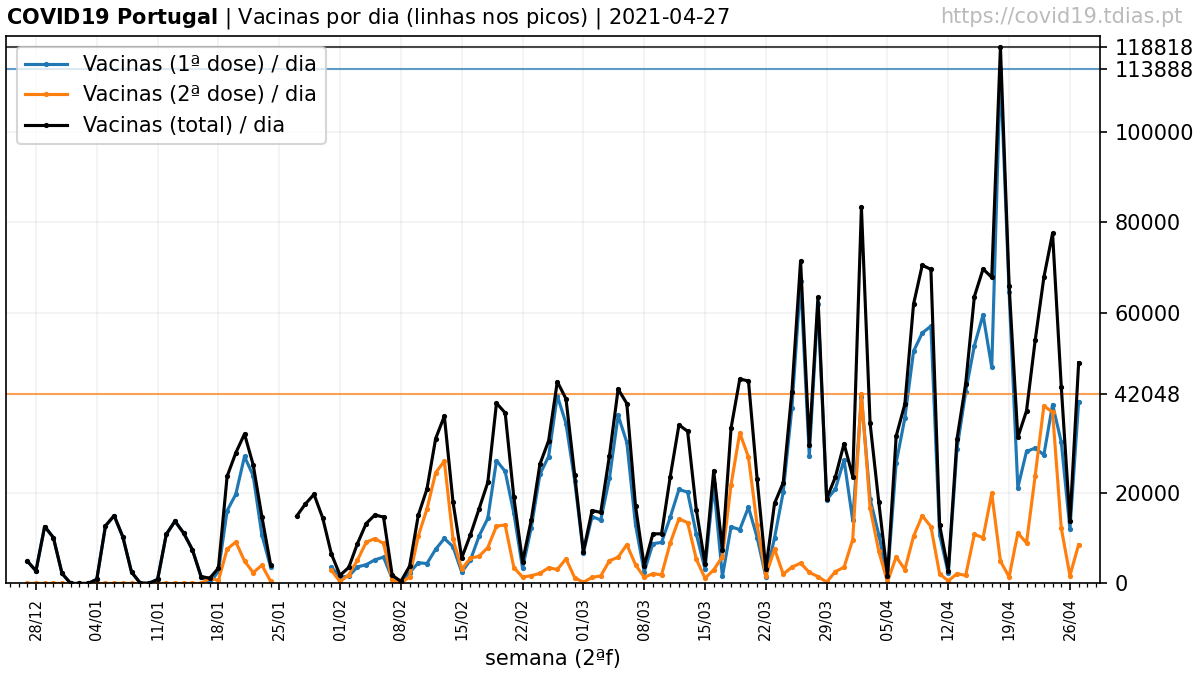 COVID19 Portugal | Vacinas por dia (linhas nos picos) | 2021-04-27
https://covid19.tdias.pt
Vacinas (1ª dose) / dia
Vacinas (2ª dose) / dia
Vacinas (total) / dia
118818
113888
100000
80000
60000
42048
20000
0
28/12 04/01 11/01 18/01 25/01 01/02 08/02 15/02 22/02 01/03 08/03 15/03 22/03 29/03 05/04 12/04 19/04 26/04
semana (2ªf)